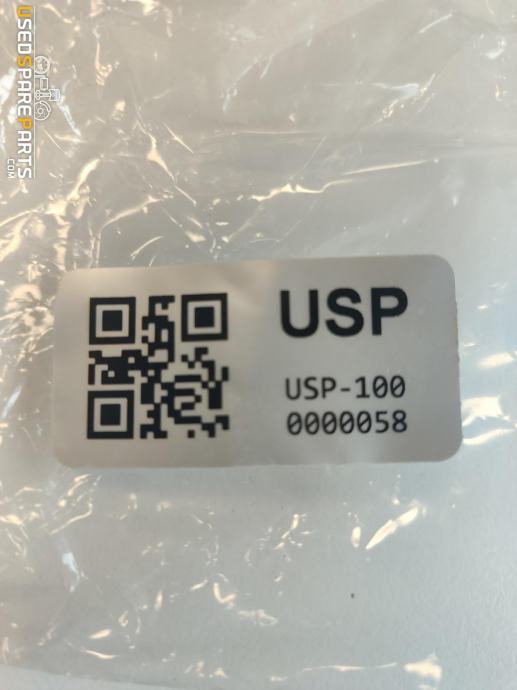 USEDSPAREPARTS
.COM
USP
USP-100
0000058